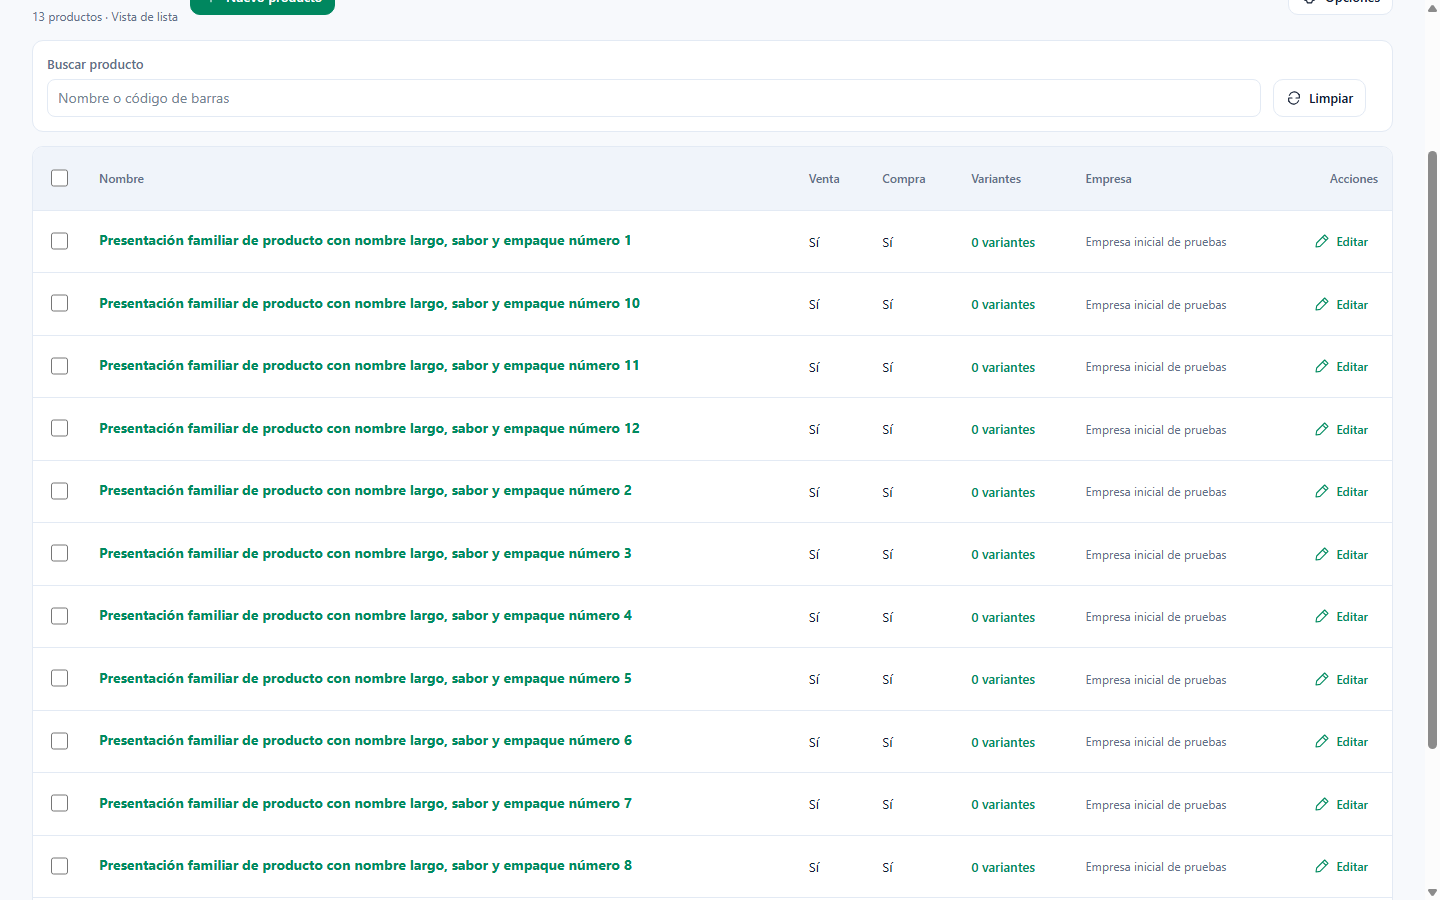 Nuevo producto
Opciones
13 productos · Vista de lista
Buscar producto
Nombre o código de barras
Limpiar
Nombre Venta Compra Variantes Empresa Acciones
Presentación familiar de producto con nombre largo, sabor y empaque número 1 Sí Sí 0 variantes Empresa inicial de pruebas Editar
Presentación familiar de producto con nombre largo, sabor y empaque número 10 Sí Sí 0 variantes Empresa inicial de pruebas Editar
Presentación familiar de producto con nombre largo, sabor y empaque número 11 Sí Sí 0 variantes Empresa inicial de pruebas Editar
Presentación familiar de producto con nombre largo, sabor y empaque número 12 Sí Sí 0 variantes Empresa inicial de pruebas Editar
Presentación familiar de producto con nombre largo, sabor y empaque número 2 Sí Sí 0 variantes Empresa inicial de pruebas Editar
Presentación familiar de producto con nombre largo, sabor y empaque número 3 Sí Sí 0 variantes Empresa inicial de pruebas Editar
Presentación familiar de producto con nombre largo, sabor y empaque número 4 Sí Sí 0 variantes Empresa inicial de pruebas Editar
Presentación familiar de producto con nombre largo, sabor y empaque número 5 Sí Sí 0 variantes Empresa inicial de pruebas Editar
Presentación familiar de producto con nombre largo, sabor y empaque número 6 Sí Sí 0 variantes Empresa inicial de pruebas Editar
Presentación familiar de producto con nombre largo, sabor y empaque número 7 Sí Sí 0 variantes Empresa inicial de pruebas Editar
Presentación familiar de producto con nombre largo, sabor y empaque número 8 Sí Sí 0 variantes Empresa inicial de pruebas Editar